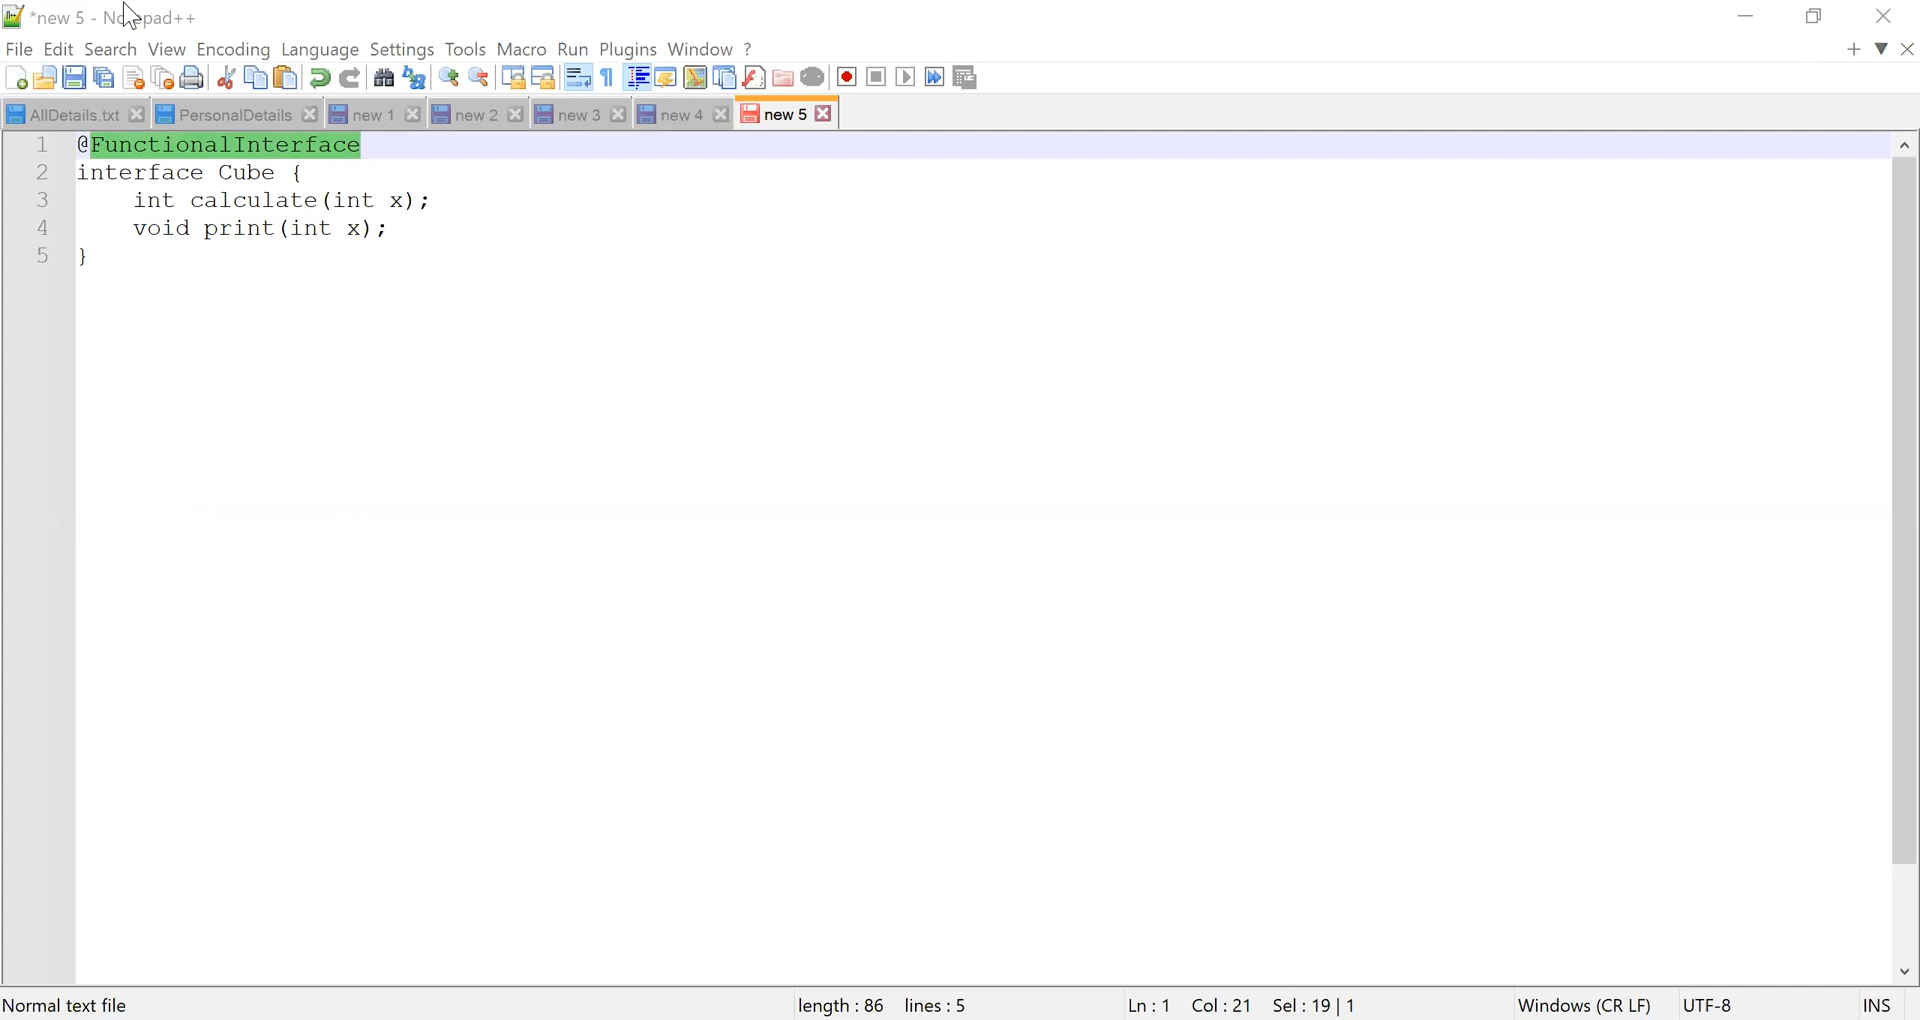 *new 5 - No pad++
File Edit Search View Encoding Language Settings Tools Macro Run Plugins Window ?
AllDetails.txt PersonalDetails new 1 new 2 new 3 new 4 new 5
1 @FunctionalInterface
2 interface Cube {
3 int calculate(int x);
4 void print(int x);
5 }
Normal text file length : 86 lines : 5 Ln : 1 Col : 21 Sel : 19 | 1 Windows (CR LF) UTF-8 INS